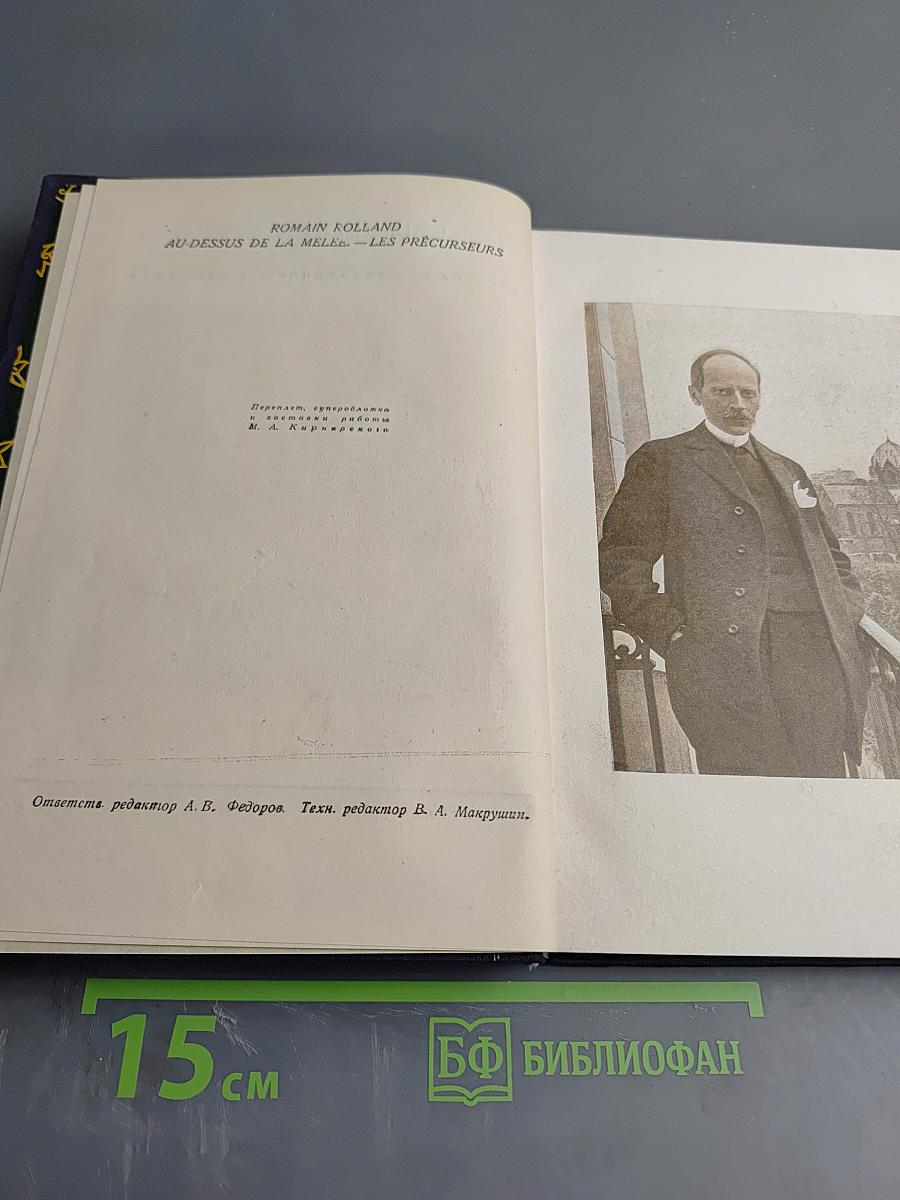 ROMAIN ROLLAND
AU-DESSUS DE LA MELÉE. — LES PRÉCURSEURS
Переплет, суперобложка
и заставки работы
М. А. Кирнарского.
Ответств. редактор А. В. Федоров. Техн. редактор В. А. Макрушин.
15 см
БФ БИБЛИОФАН